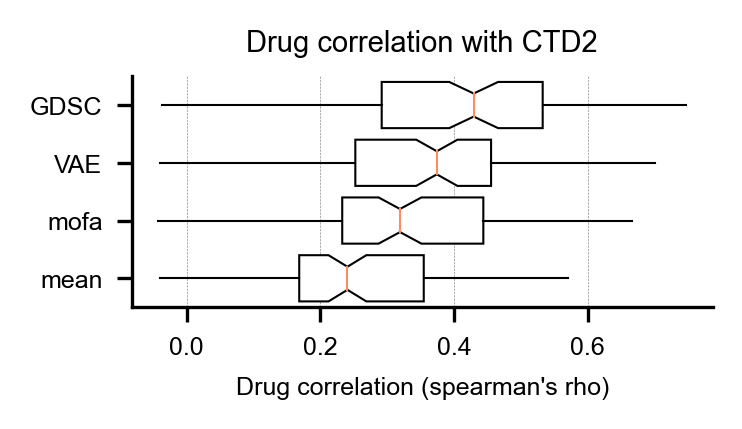 Drug correlation with CTD2
GDSC
VAE
mofa
mean
0.0 0.2 0.4 0.6
Drug correlation (spearman's rho)